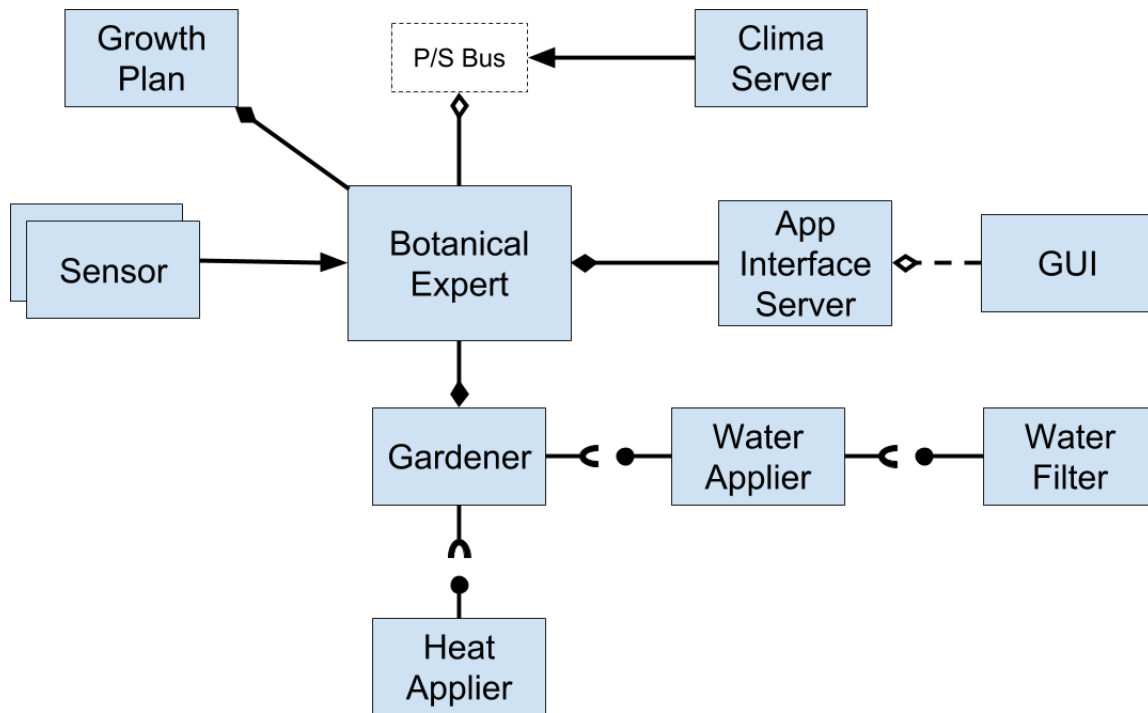 Growth
Plan
P/S Bus
Clima
Server
Sensor
Botanical
Expert
App
Interface
Server
GUI
Gardener
Water
Applier
Water
Filter
Heat
Applier